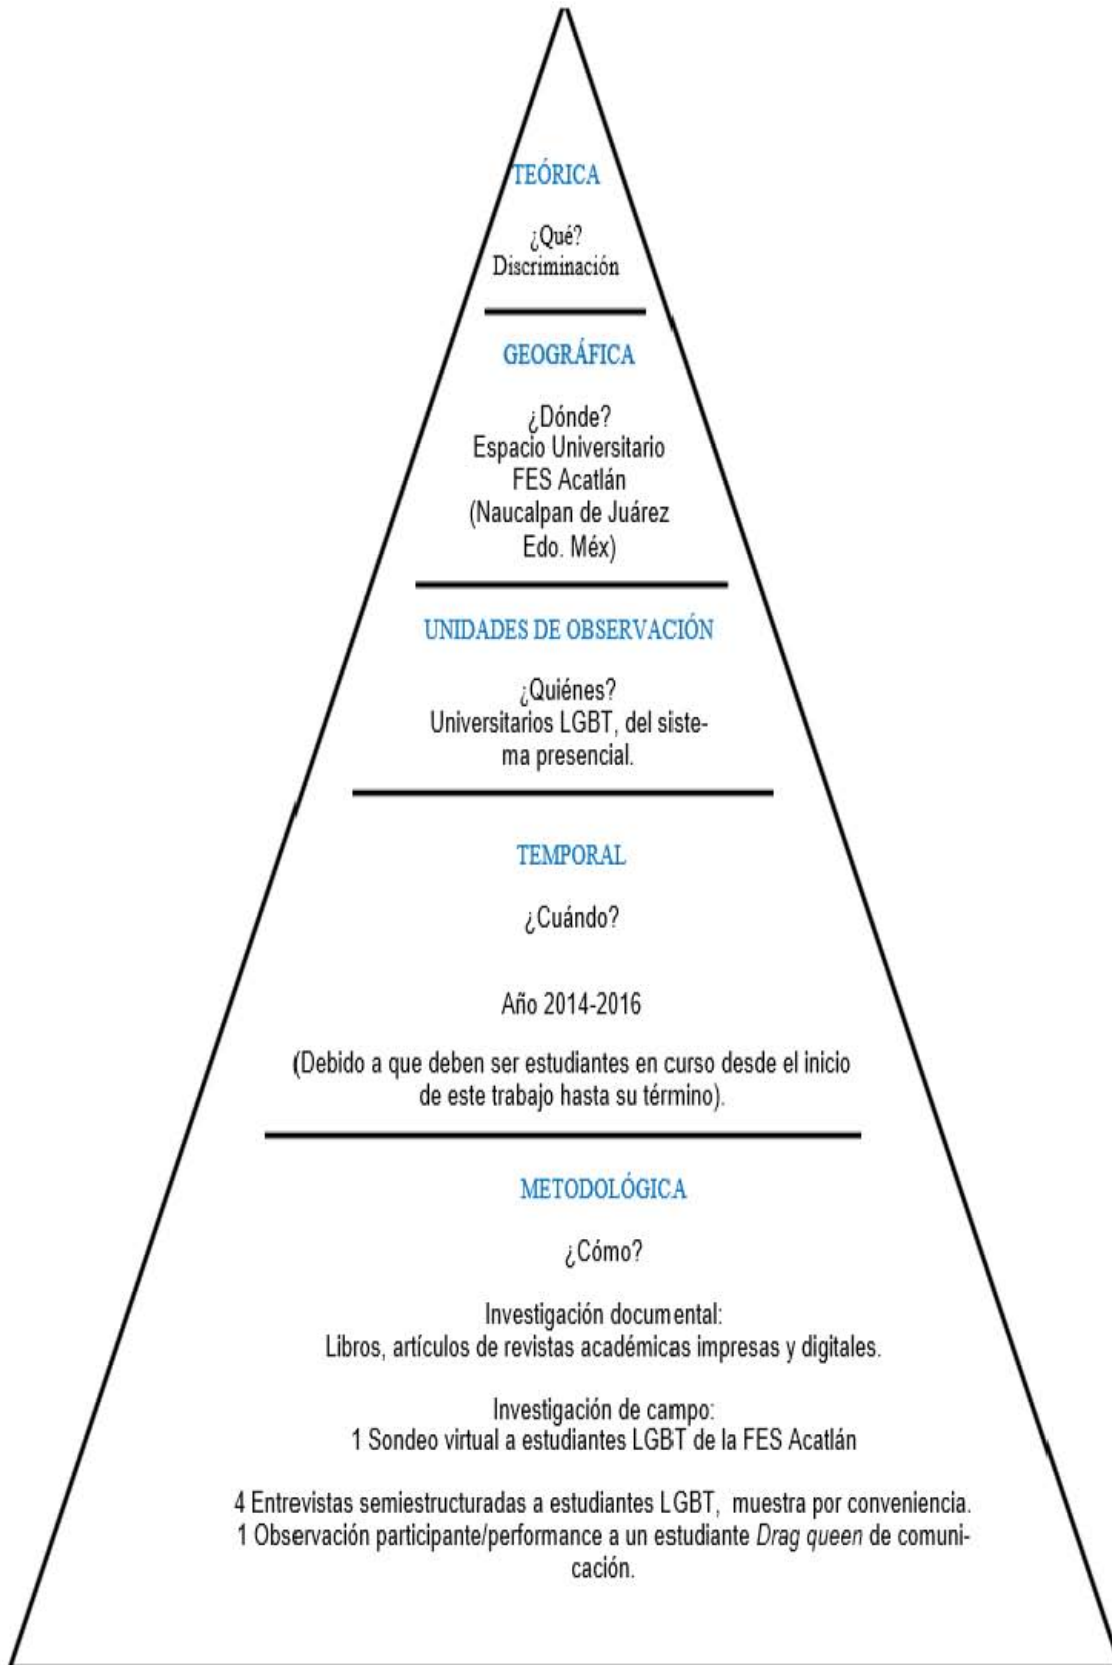 TEÓRICA
¿Qué?
Discriminación
GEOGRÁFICA
¿Dónde?
Espacio Universitario
FES Acatlán
(Naucalpan de Juárez
Edo. Méx)
UNIDADES DE OBSERVACIÓN
¿Quiénes?
Universitarios LGBT, del siste-
ma presencial.
TEMPORAL
¿Cuándo?
Año 2014-2016
(Debido a que deben ser estudiantes en curso desde el inicio
de este trabajo hasta su término).
METODOLÓGICA
¿Cómo?
Investigación documental:
Libros, artículos de revistas académicas impresas y digitales.
Investigación de campo:
1 Sondeo virtual a estudiantes LGBT de la FES Acatlán
4 Entrevistas semiestructuradas a estudiantes LGBT, muestra por conveniencia.
1 Observación participante/performance a un estudiante Drag queen de comuni-
cación.